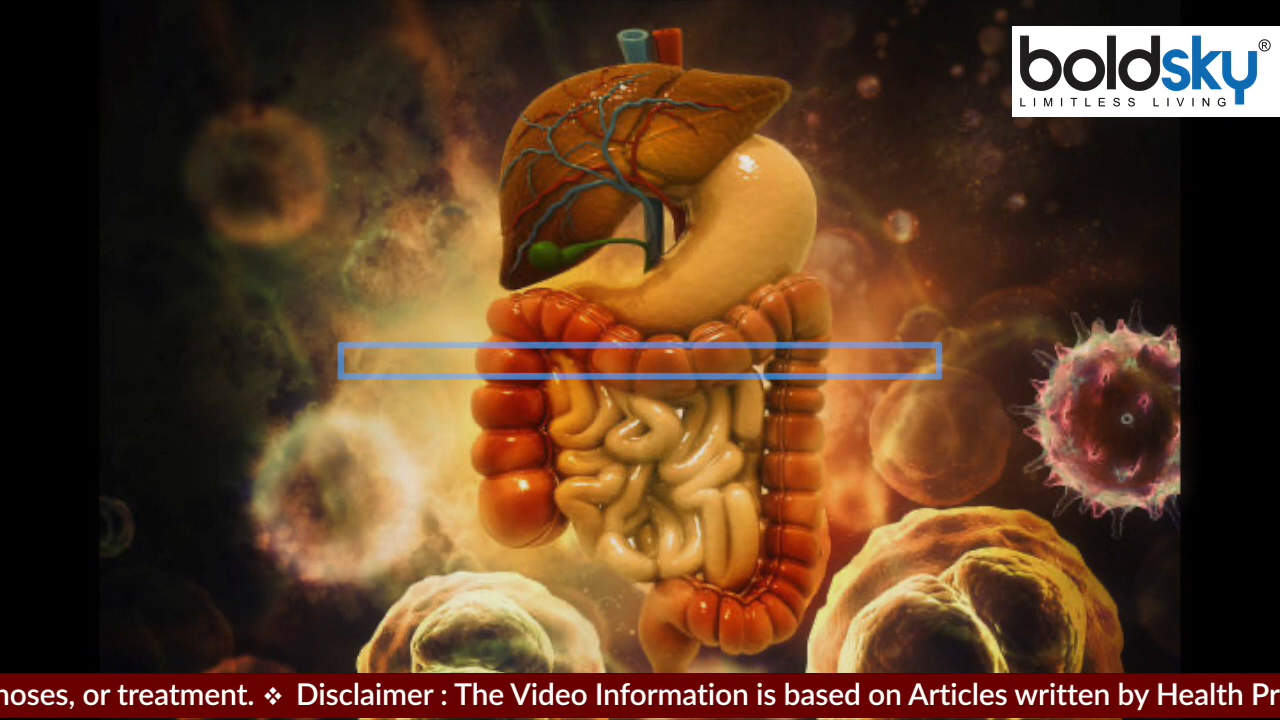 boldsky®
LIMITLESS LIVING
noses, or treatment. ❖ Disclaimer : The Video Information is based on Articles written by Health Pr